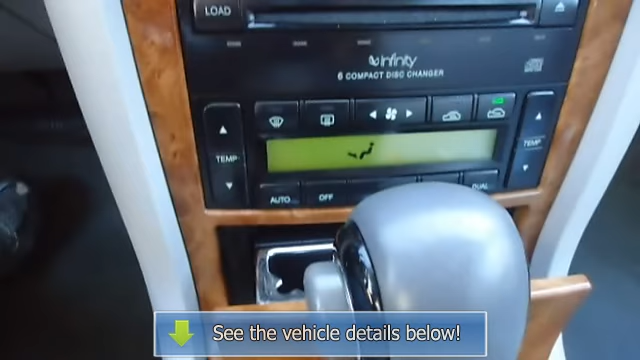 LOAD
infinity
6 COMPACT DISC CHANGER
TEMP
TEMP
AUTO
OFF
DUAL
See the vehicle details below!